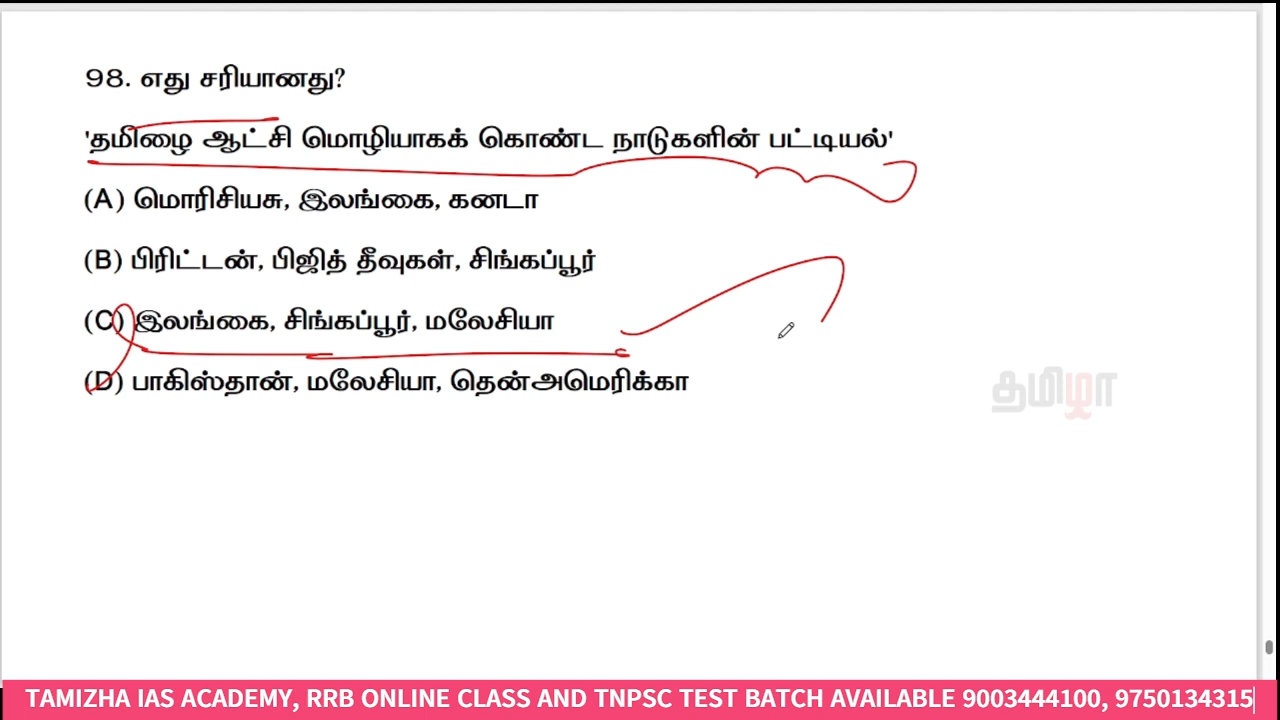 98. எது சரியானது?
'தமிழை ஆட்சி மொழியாகக் கொண்ட நாடுகளின் பட்டியல்'
(A) மொரிசியசு, இலங்கை, கனடா
(B) பிரிட்டன், பிஜித் தீவுகள், சிங்கப்பூர்
(C) இலங்கை, சிங்கப்பூர், மலேசியா
(D) பாகிஸ்தான், மலேசியா, தென்அமெரிக்கா
தமிழா
TAMIZHA IAS ACADEMY, RRB ONLINE CLASS AND TNPSC TEST BATCH AVAILABLE 9003444100, 9750134315